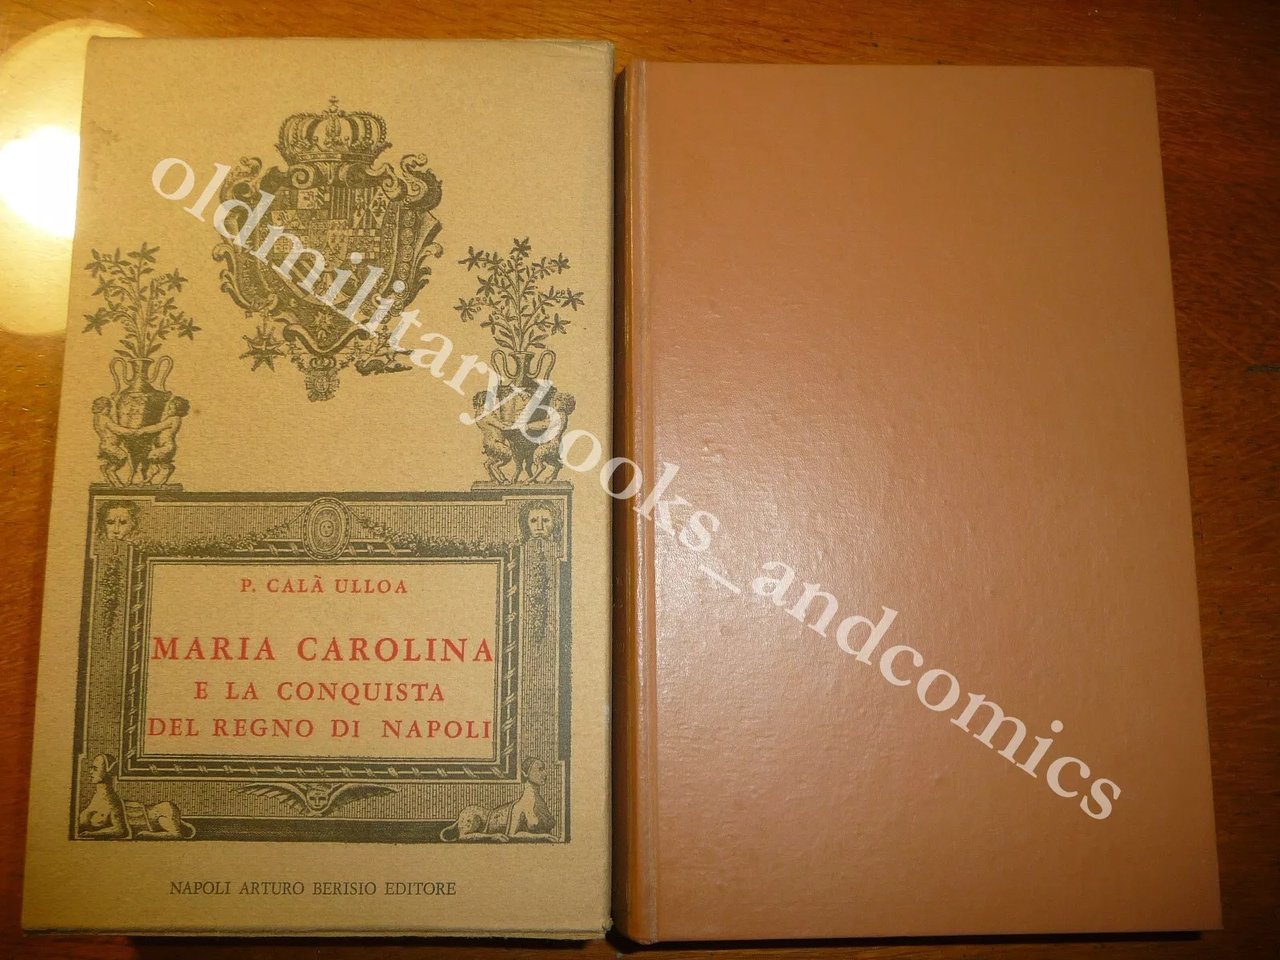 P. CALÀ ULLOA
MARIA CAROLINA
E LA CONQUISTA
DEL REGNO DI NAPOLI
NAPOLI ARTURO BERISIO EDITORE
oldmilitarybooks_andcomics